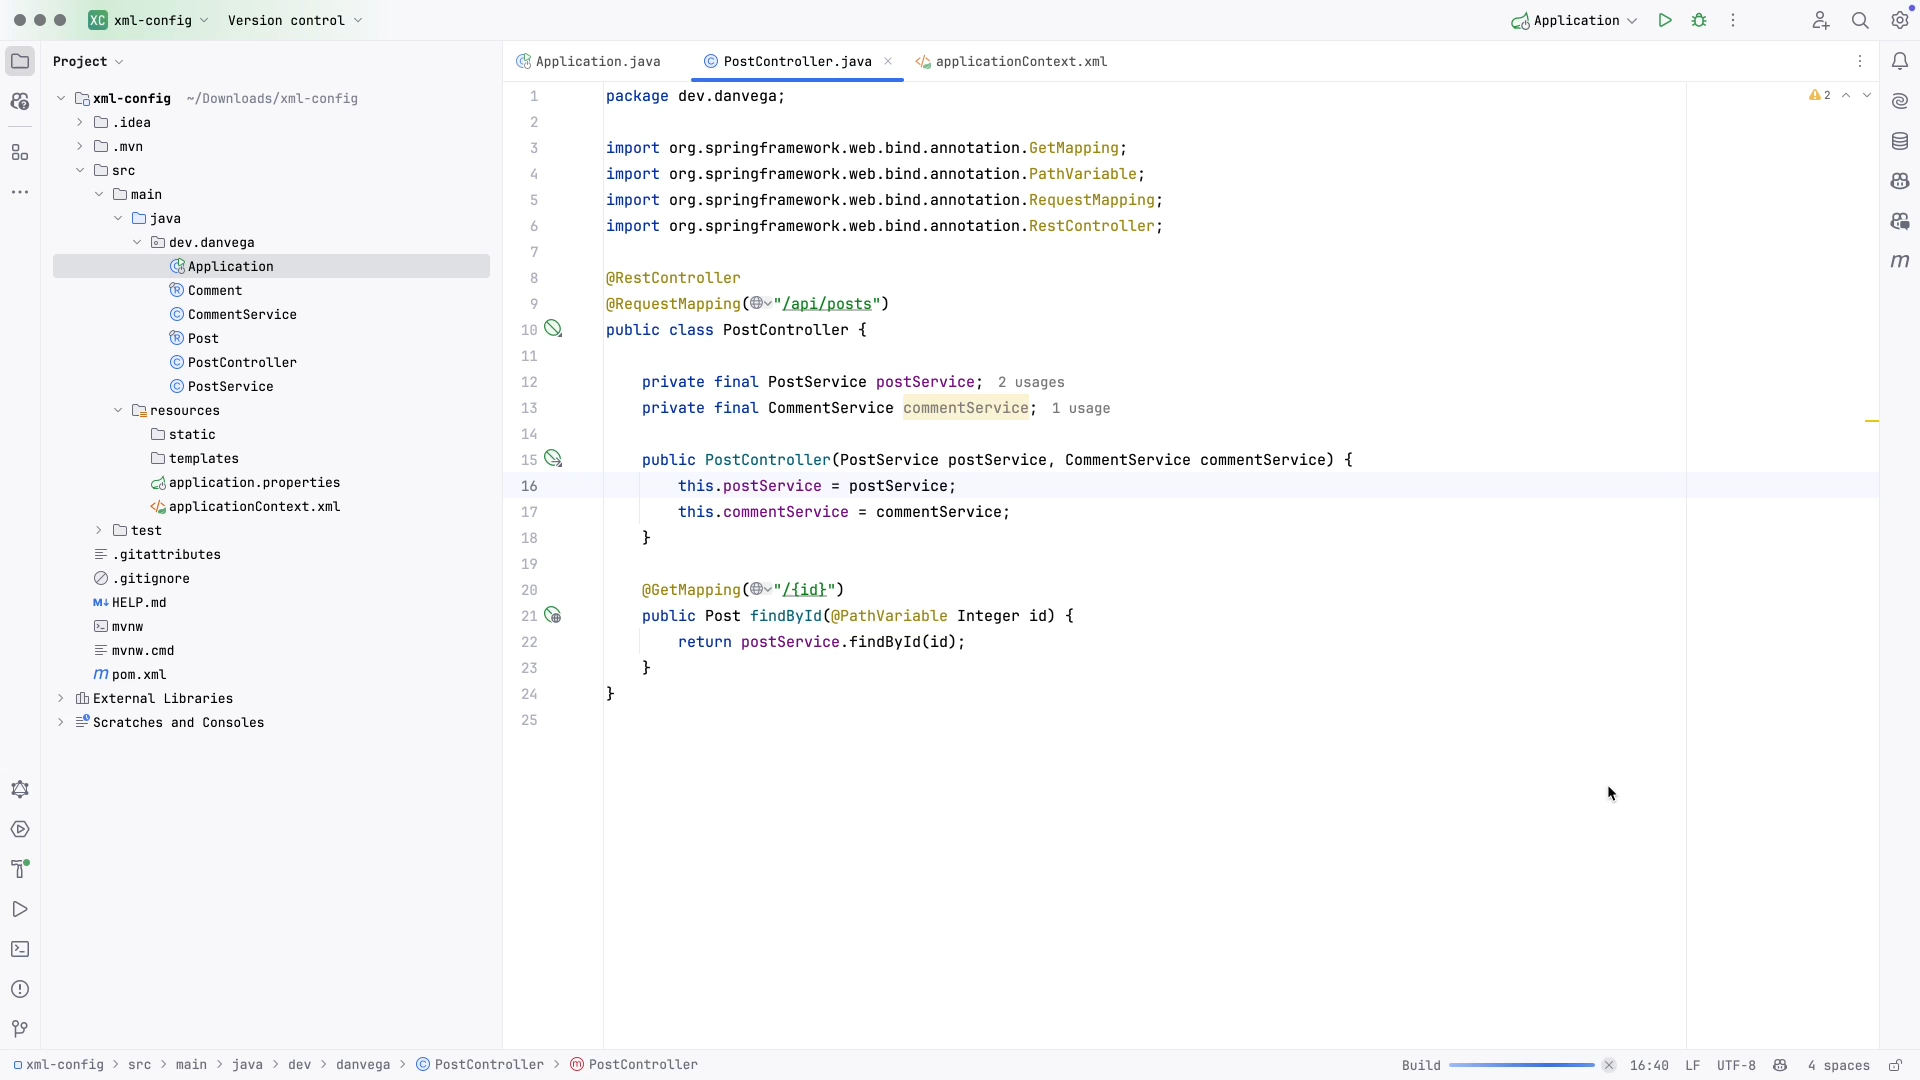 XC xml-config Version control Application
Project
Application.java PostController.java applicationContext.xml
xml-config ~/Downloads/xml-config
.idea
.mvn
src
main
java
dev.danvega
Application
Comment
CommentService
Post
PostController
PostService
resources
static
templates
application.properties
applicationContext.xml
test
.gitattributes
.gitignore
M↓ HELP.md
mvnw
mvnw.cmd
m pom.xml
External Libraries
Scratches and Consoles
1 package dev.danvega;
2
3 import org.springframework.web.bind.annotation.GetMapping;
4 import org.springframework.web.bind.annotation.PathVariable;
5 import org.springframework.web.bind.annotation.RequestMapping;
6 import org.springframework.web.bind.annotation.RestController;
7
8 @RestController
9 @RequestMapping("/api/posts")
10 public class PostController {
11
12 private final PostService postService; 2 usages
13 private final CommentService commentService; 1 usage
14
15 public PostController(PostService postService, CommentService commentService) {
16 this.postService = postService;
17 this.commentService = commentService;
18 }
19
20 @GetMapping("/{id}")
21 public Post findById(@PathVariable Integer id) {
22 return postService.findById(id);
23 }
24 }
25
2
m
xml-config > src > main > java > dev > danvega > PostController > m PostController
Build 16:40 LF UTF-8 4 spaces